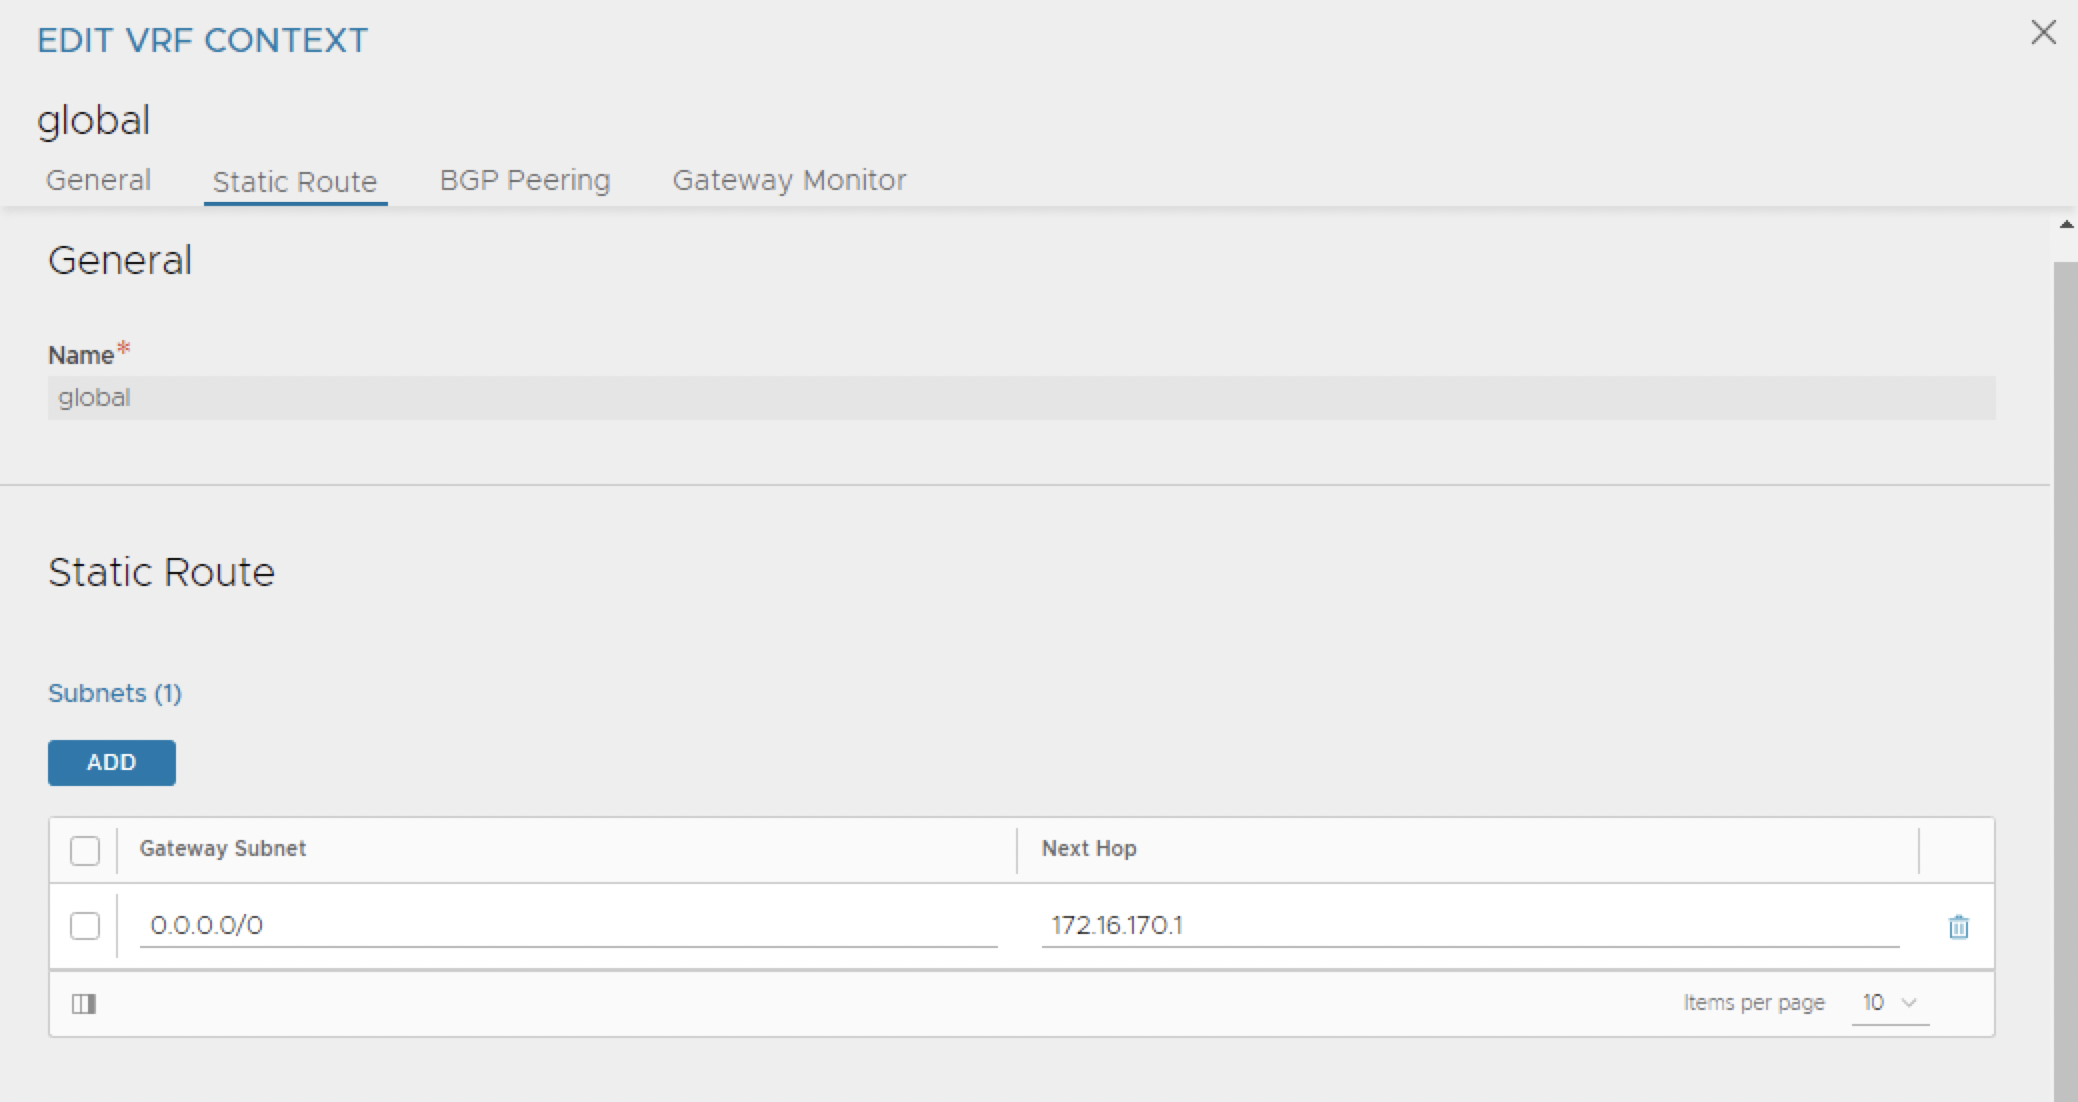 EDIT VRF CONTEXT
global
General Static Route BGP Peering Gateway Monitor
General
Name*
global
Static Route
Subnets (1)
ADD
Gateway Subnet Next Hop
0.0.0.0/0 172.16.170.1
Items per page 10